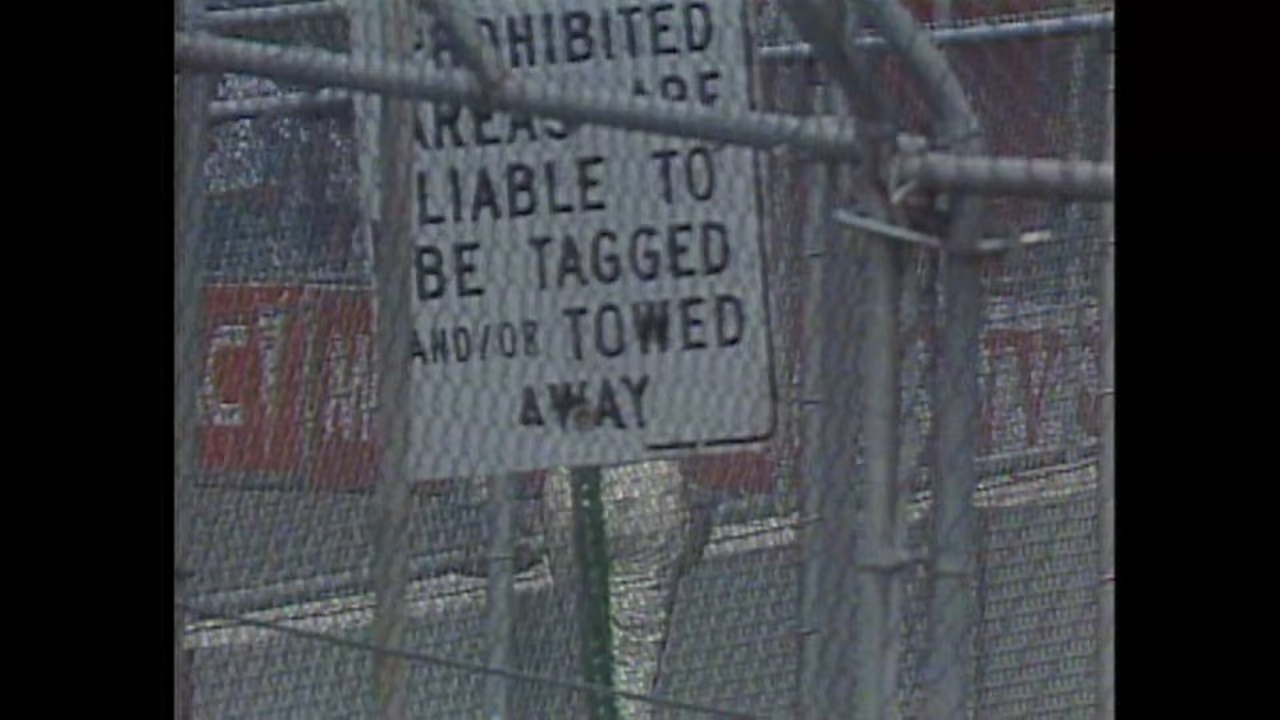 PROHIBITED
AREAS ARE
LIABLE TO
BE TAGGED
AND/OR TOWED
AWAY